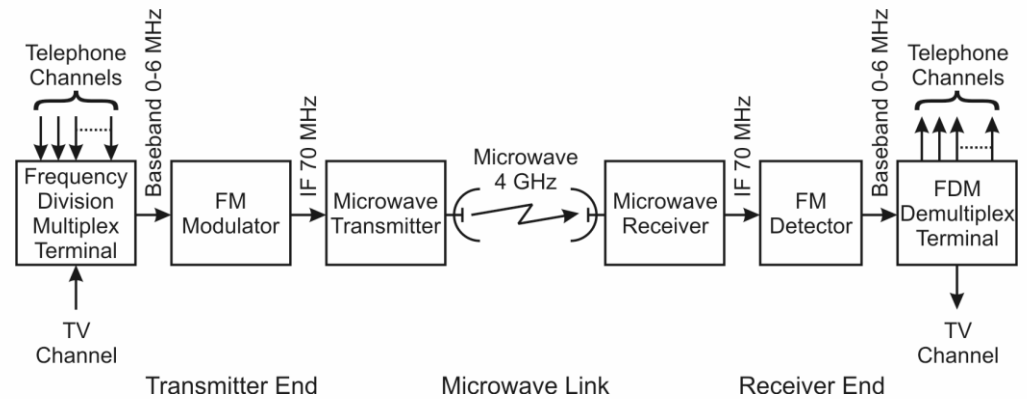 Telephone
Channels
Baseband 0-6 MHz
IF 70 MHz
Microwave
4 GHz
IF 70 MHz
Baseband 0-6 MHz
Telephone
Channels
Frequency
Division
Multiplex
Terminal
FM
Modulator
Microwave
Transmitter
Microwave
Receiver
FM
Detector
FDM
Demultiplex
Terminal
TV
Channel
TV
Channel
Transmitter End
Microwave Link
Receiver End